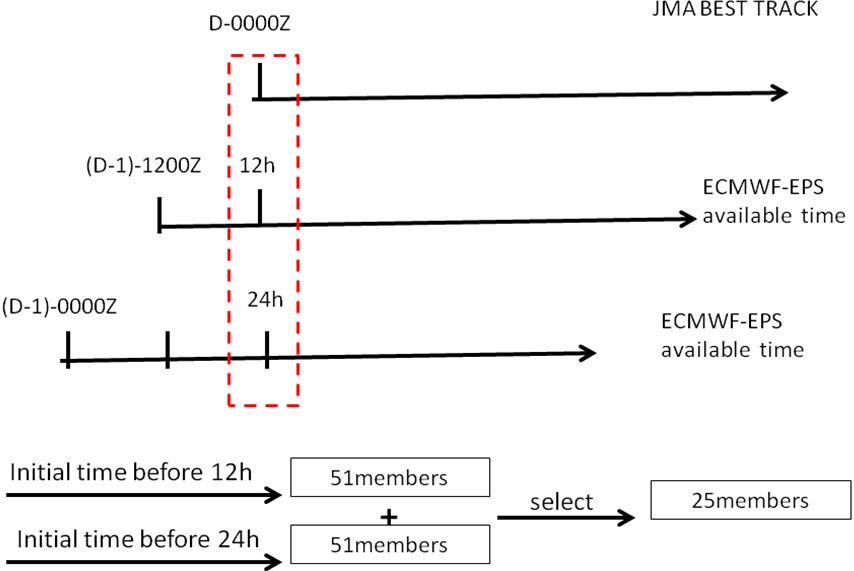 JMA BEST TRACK
D-0000Z
(D-1)-1200Z
12h
ECMWF-EPS
available time
(D-1)-0000Z
24h
ECMWF-EPS
available time
Initial time before 12h
51members
+
select
25members
Initial time before 24h
51members